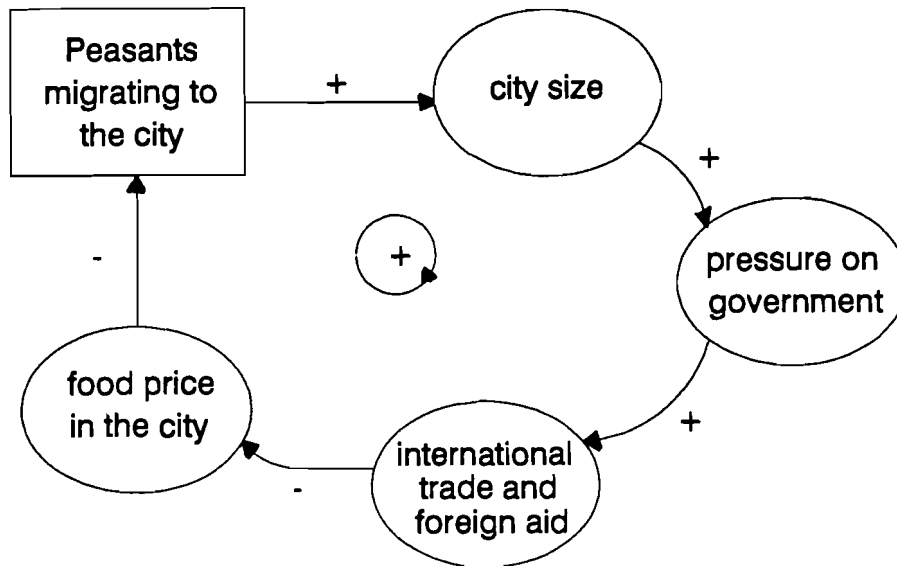 Peasants
migrating to
the city
+
city size
+
pressure on
government
+
international
trade and
foreign aid
-
food price
in the city
-
+